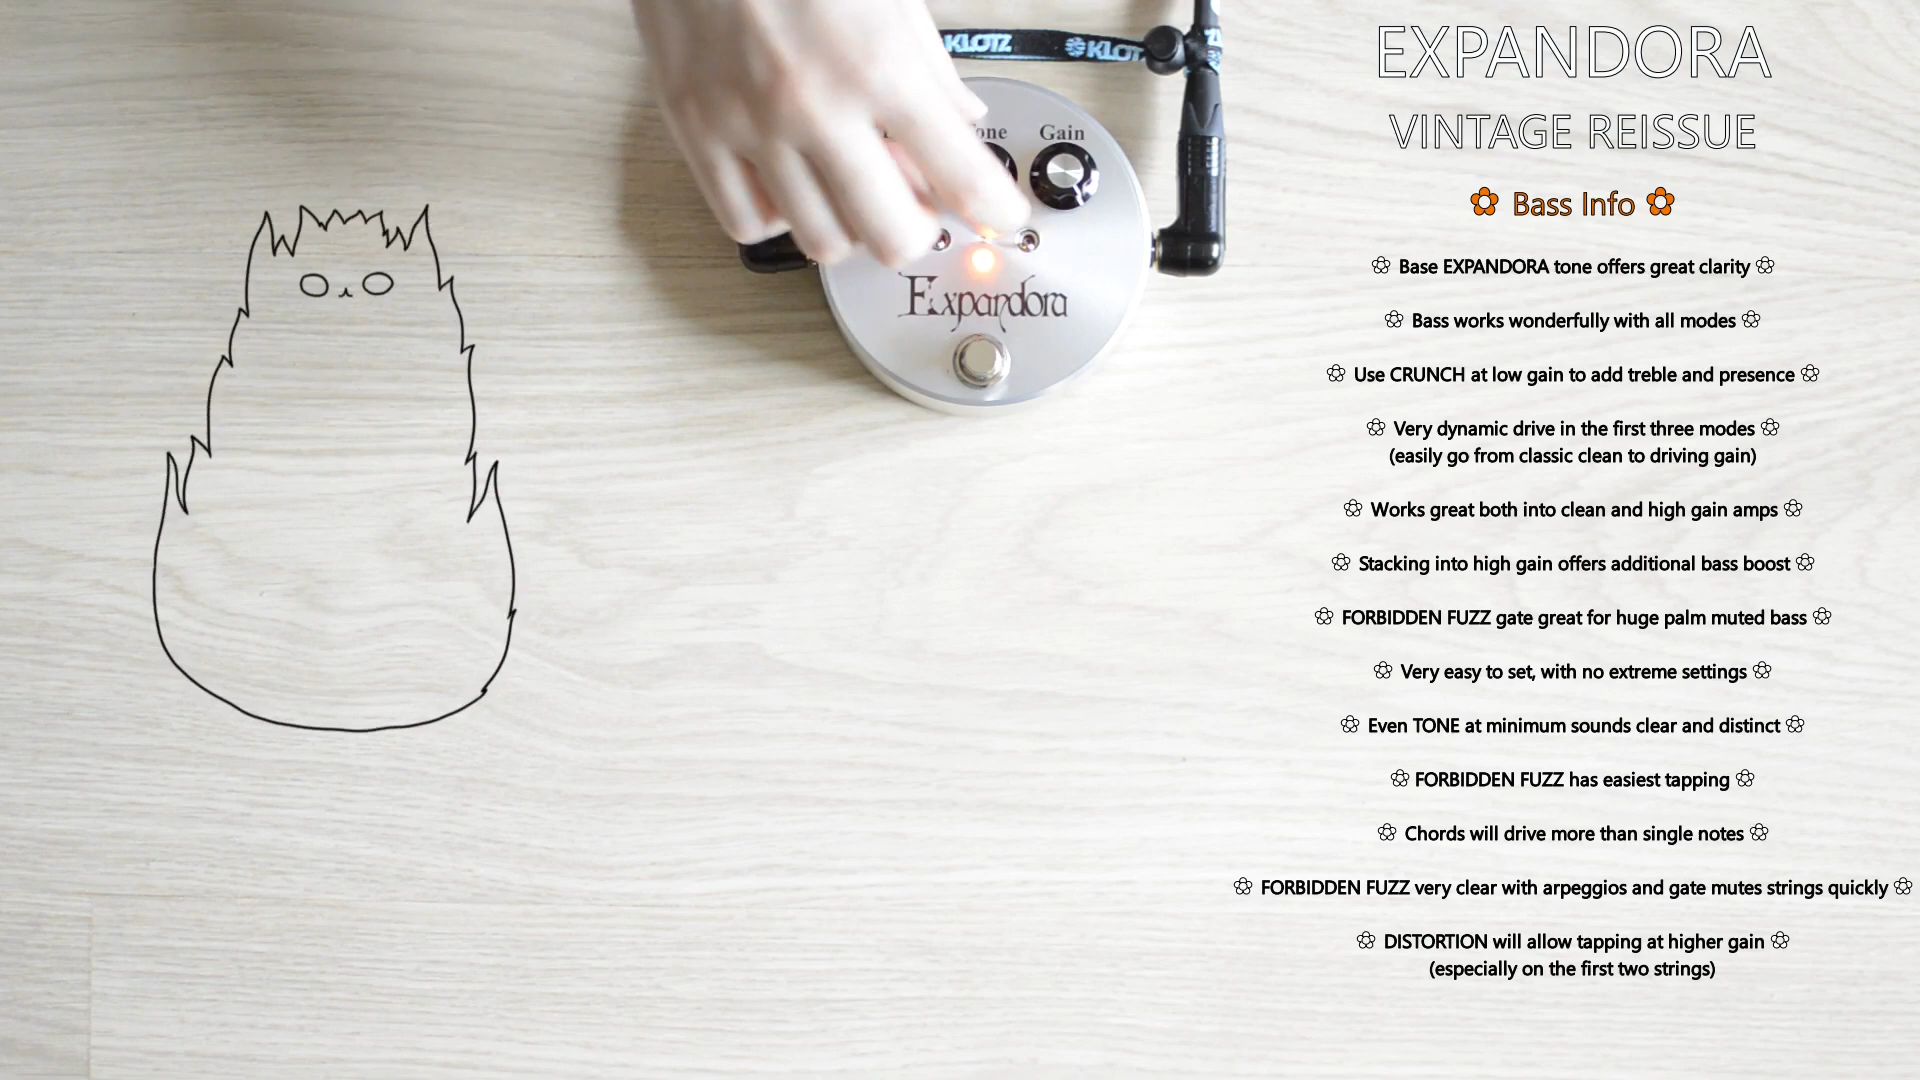 KLOTZ
KLOTZ
Gain
Expandora
EXPANDORA
VINTAGE REISSUE
Bass Info
Base EXPANDORA tone offers great clarity
Bass works wonderfully with all modes
Use CRUNCH at low gain to add treble and presence
Very dynamic drive in the first three modes
(easily go from classic clean to driving gain)
Works great both into clean and high gain amps
Stacking into high gain offers additional bass boost
FORBIDDEN FUZZ gate great for huge palm muted bass
Very easy to set, with no extreme settings
Even TONE at minimum sounds clear and distinct
FORBIDDEN FUZZ has easiest tapping
Chords will drive more than single notes
FORBIDDEN FUZZ very clear with arpeggios and gate mutes strings quickly
DISTORTION will allow tapping at higher gain
(especially on the first two strings)